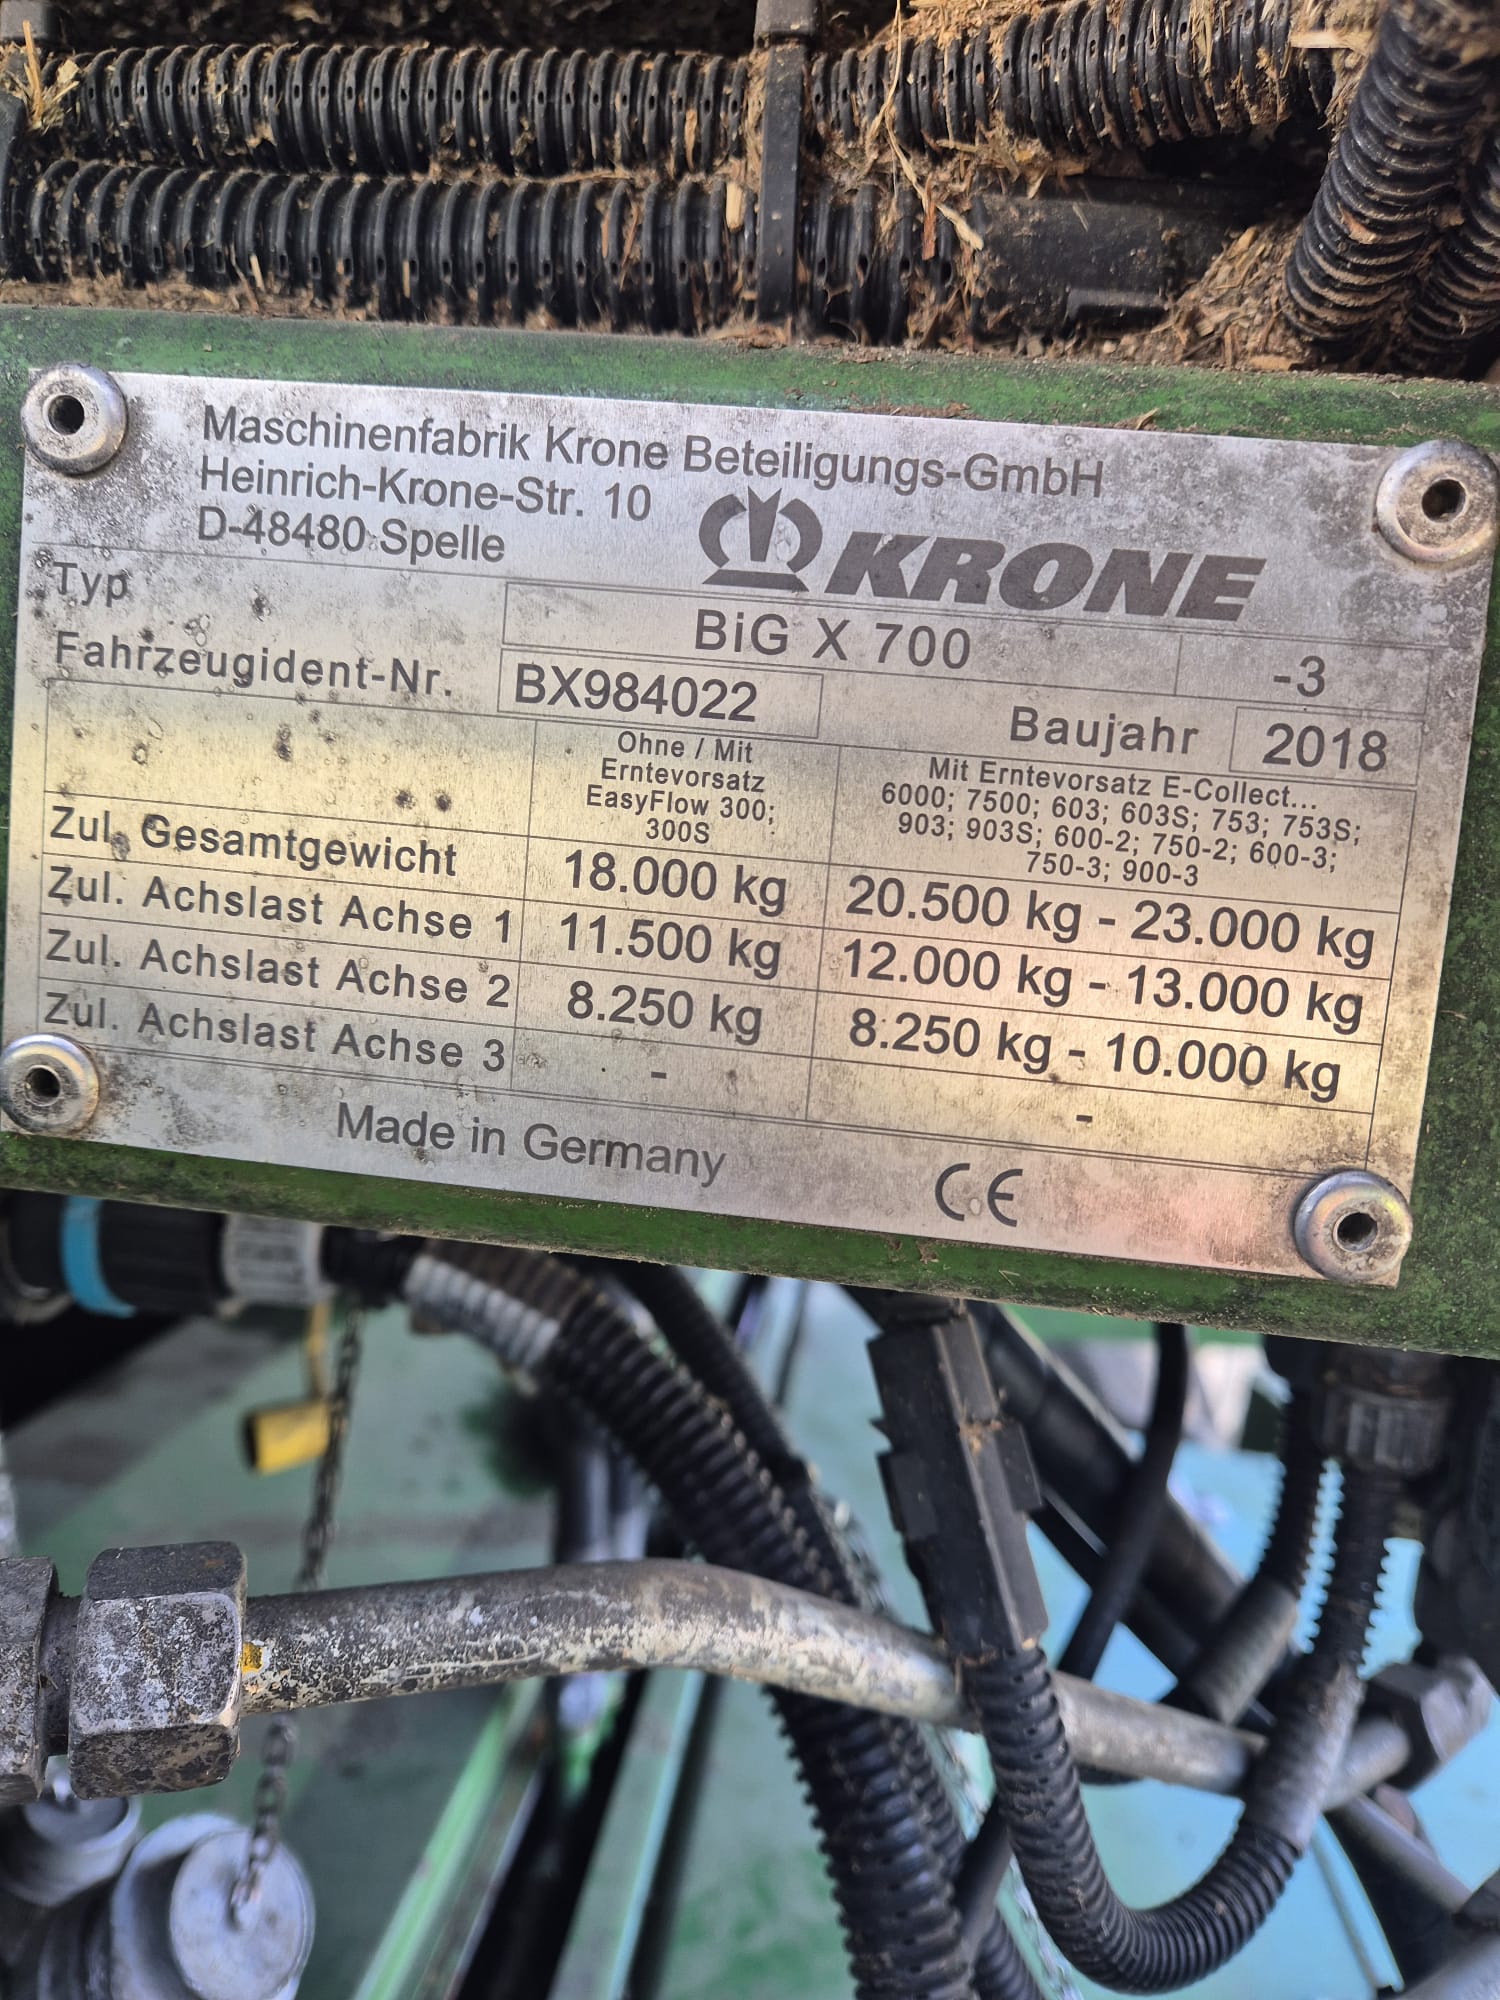 Maschinenfabrik Krone Beteiligungs-GmbH
Heinrich-Krone-Str. 10
D-48480 Spelle
KRONE
Typ BiG X 700 -3
Fahrzeugident-Nr. BX984022 Baujahr 2018
Ohne / Mit
Erntevorsatz
EasyFlow 300;
300S
Mit Erntevorsatz E-Collect...
6000; 7500; 603; 603S; 753; 753S;
903; 903S; 600-2; 750-2; 600-3;
750-3; 900-3
Zul. Gesamtgewicht 18.000 kg 20.500 kg - 23.000 kg
Zul. Achslast Achse 1 11.500 kg 12.000 kg - 13.000 kg
Zul. Achslast Achse 2 8.250 kg 8.250 kg - 10.000 kg
Zul. Achslast Achse 3 - -
Made in Germany CE